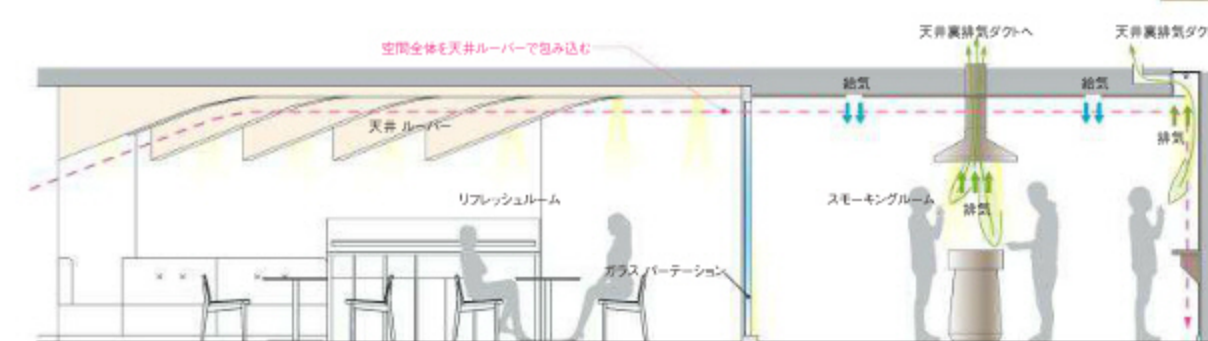 天井裏排気ダクトへ
天井裏排気ダク
空間全体を天井ルーバーで包み込む
給気
給気
天井 ルーバー
排気
リフレッシュルーム
スモーキングルーム
排気
ガラス パーテーション